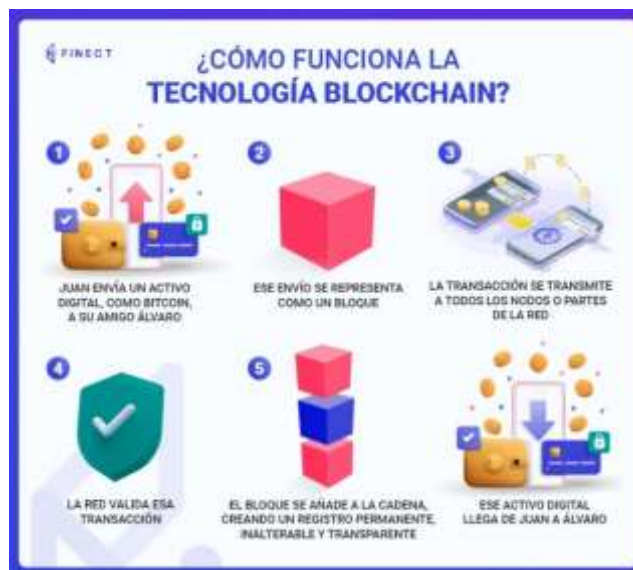 FINECT
¿CÓMO FUNCIONA LA
TECNOLOGÍA BLOCKCHAIN?
1
JUAN ENVÍA UN ACTIVO
DIGITAL, COMO BITCOIN,
A SU AMIGO ÁLVARO
2
ESE ENVÍO SE REPRESENTA
COMO UN BLOQUE
3
LA TRANSACCIÓN SE TRANSMITE
A TODOS LOS NODOS O PARTES
DE LA RED
4
LA RED VALIDA ESA
TRANSACCIÓN
5
EL BLOQUE SE AÑADE A LA CADENA,
CREANDO UN REGISTRO PERMANENTE,
INALTERABLE Y TRANSPARENTE
ESE ACTIVO DIGITAL
LLEGA DE JUAN A ÁLVARO